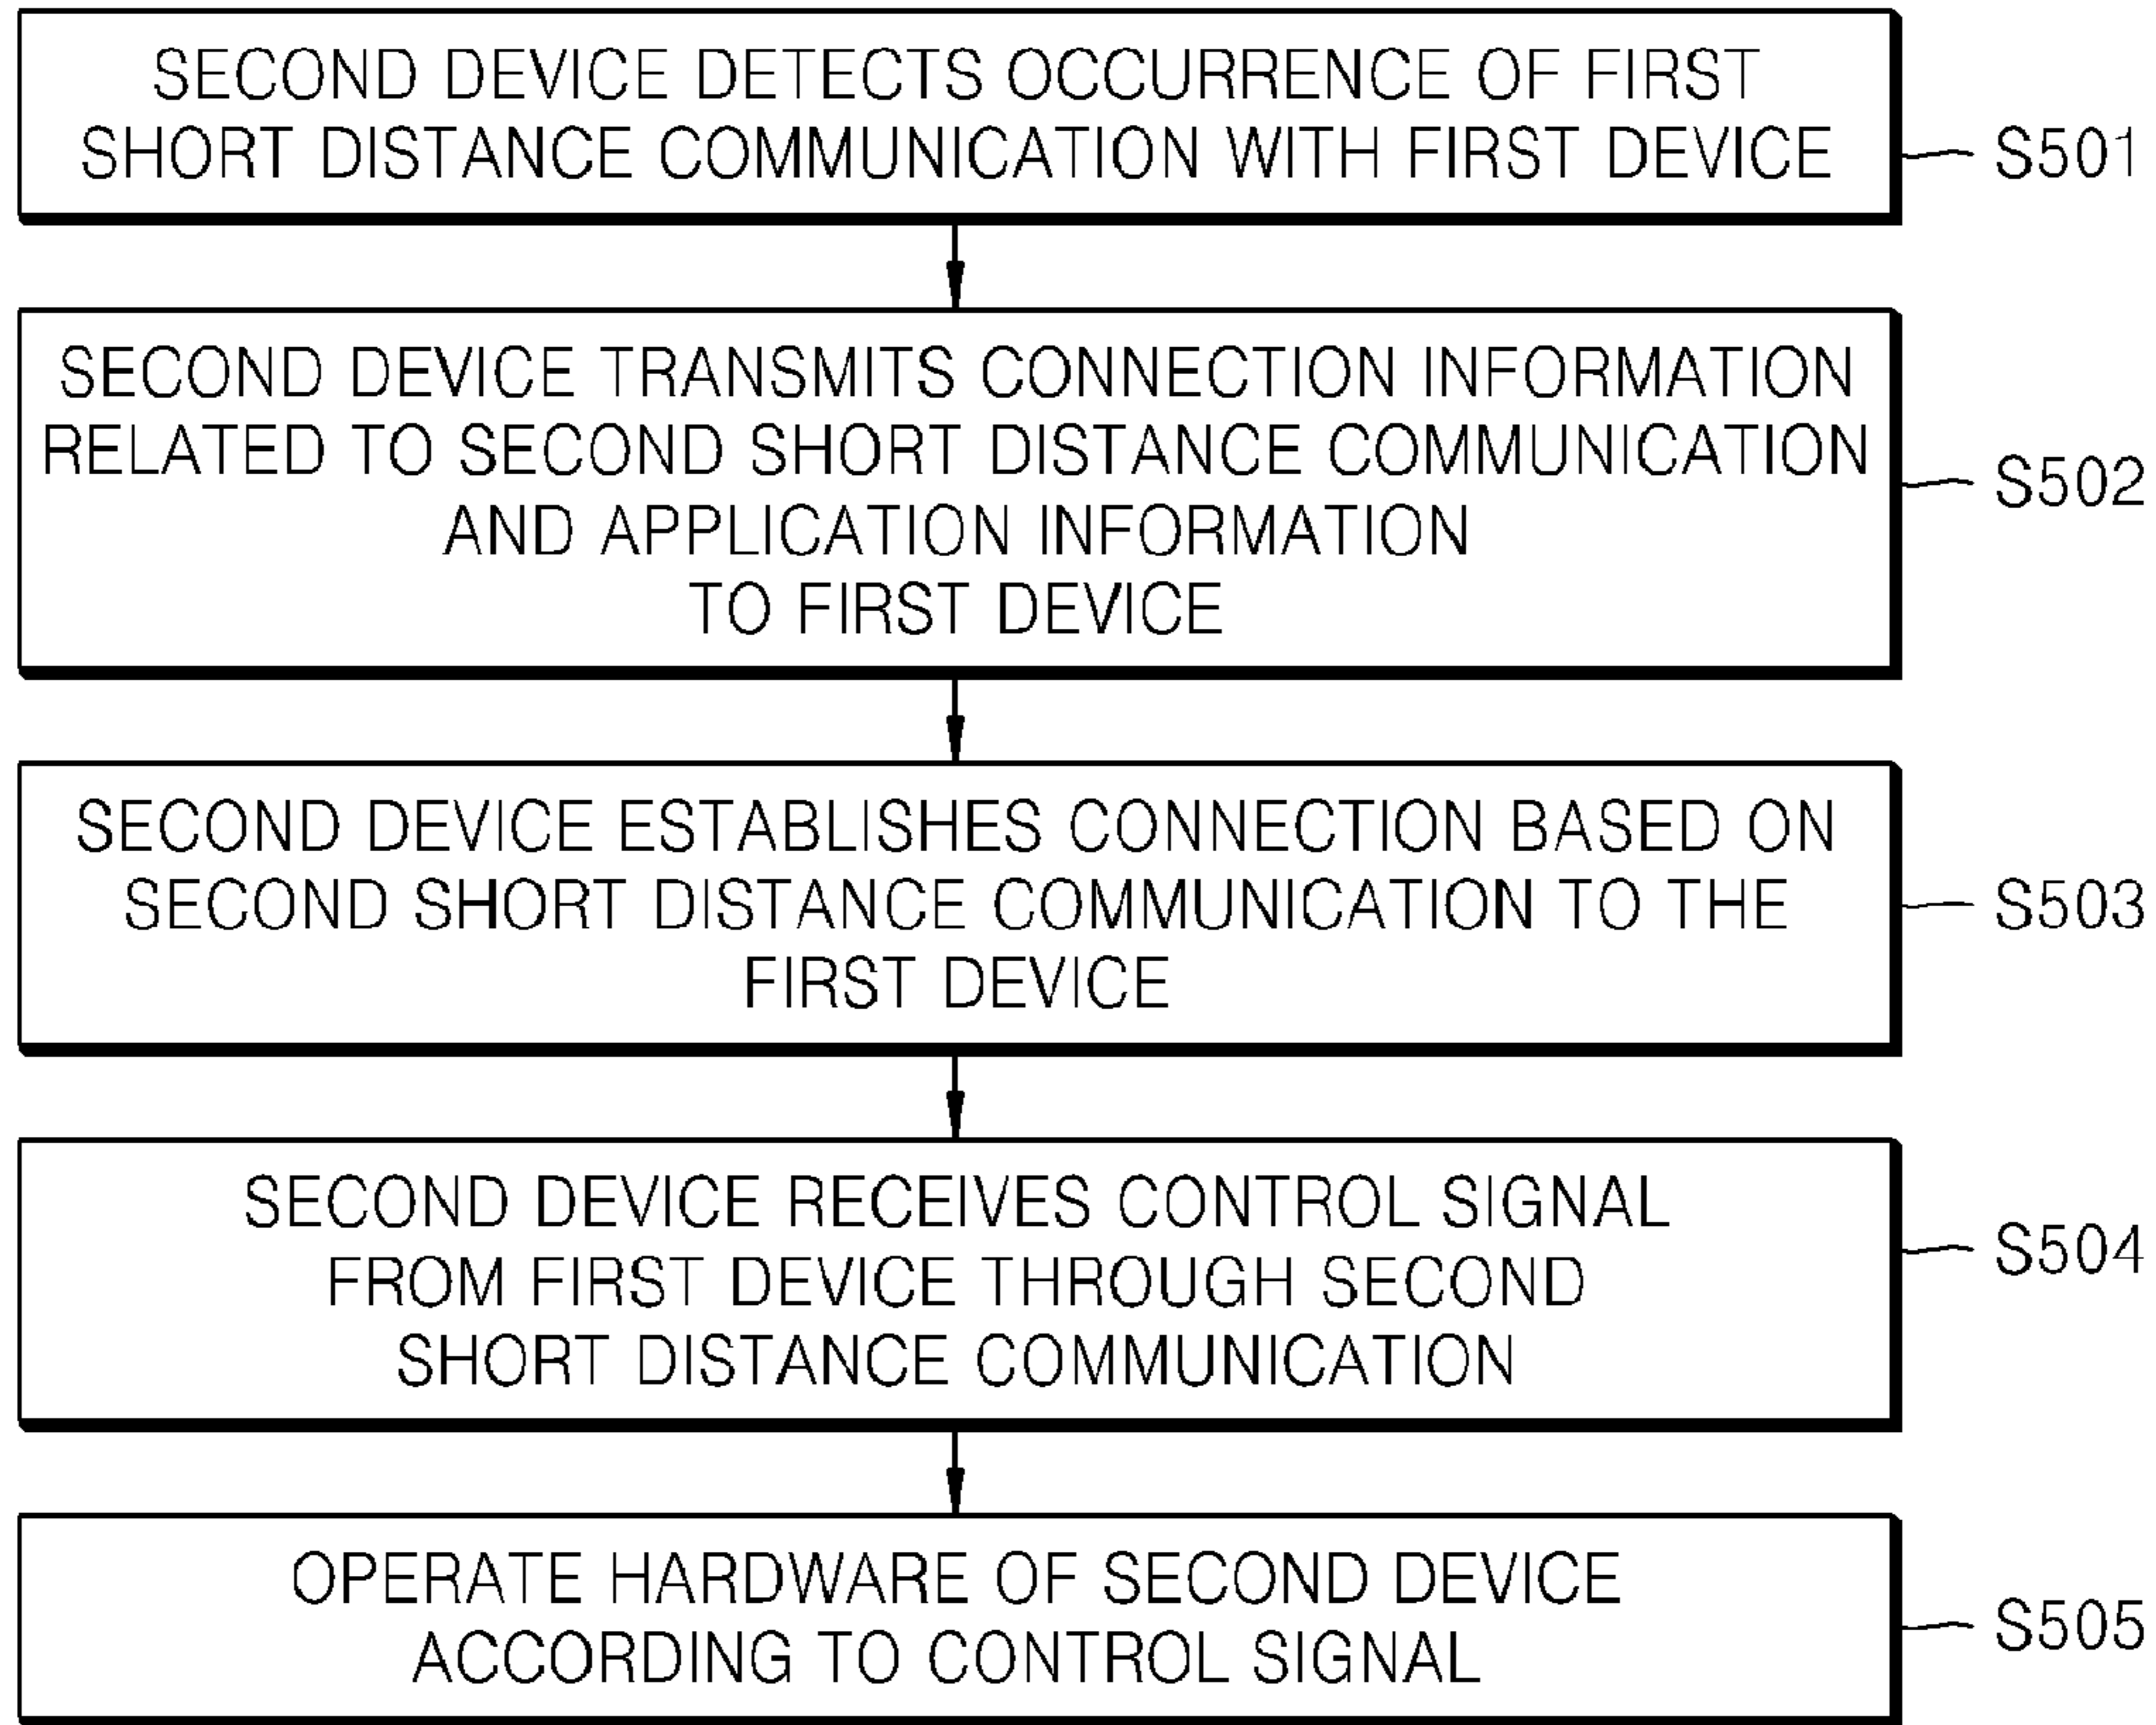 SECOND DEVICE DETECTS OCCURRENCE OF FIRST
SHORT DISTANCE COMMUNICATION WITH FIRST DEVICE
S501
SECOND DEVICE TRANSMITS CONNECTION INFORMATION
RELATED TO SECOND SHORT DISTANCE COMMUNICATION
AND APPLICATION INFORMATION
TO FIRST DEVICE
S502
SECOND DEVICE ESTABLISHES CONNECTION BASED ON
SECOND SHORT DISTANCE COMMUNICATION TO THE
FIRST DEVICE
S503
SECOND DEVICE RECEIVES CONTROL SIGNAL
FROM FIRST DEVICE THROUGH SECOND
SHORT DISTANCE COMMUNICATION
S504
OPERATE HARDWARE OF SECOND DEVICE
ACCORDING TO CONTROL SIGNAL
S505